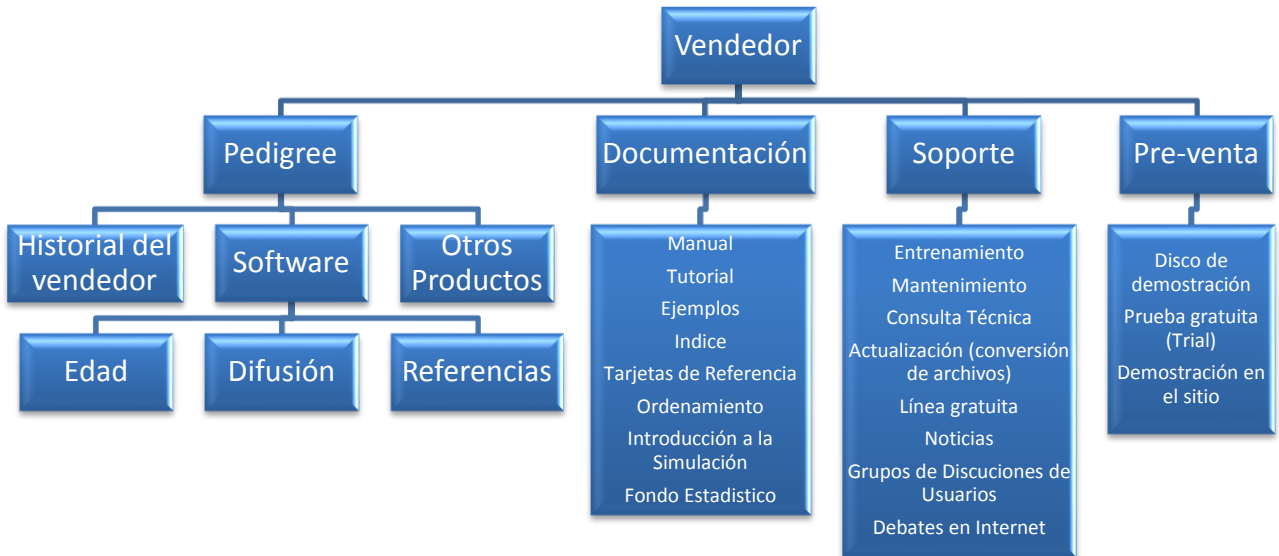 Vendedor
Pedigree
Documentación
Soporte
Pre-venta
Historial del
vendedor
Software
Otros
Productos
Edad
Difusión
Referencias
Manual
Tutorial
Ejemplos
Indice
Tarjetas de Referencia
Ordenamiento
Introducción a la
Simulación
Fondo Estadistico
Entrenamiento
Mantenimiento
Consulta Técnica
Actualización (conversión
de archivos)
Línea gratuita
Noticias
Grupos de Discuciones de
Usuarios
Debates en Internet
Disco de
demostración
Prueba gratuita
(Trial)
Demostración en
el sitio